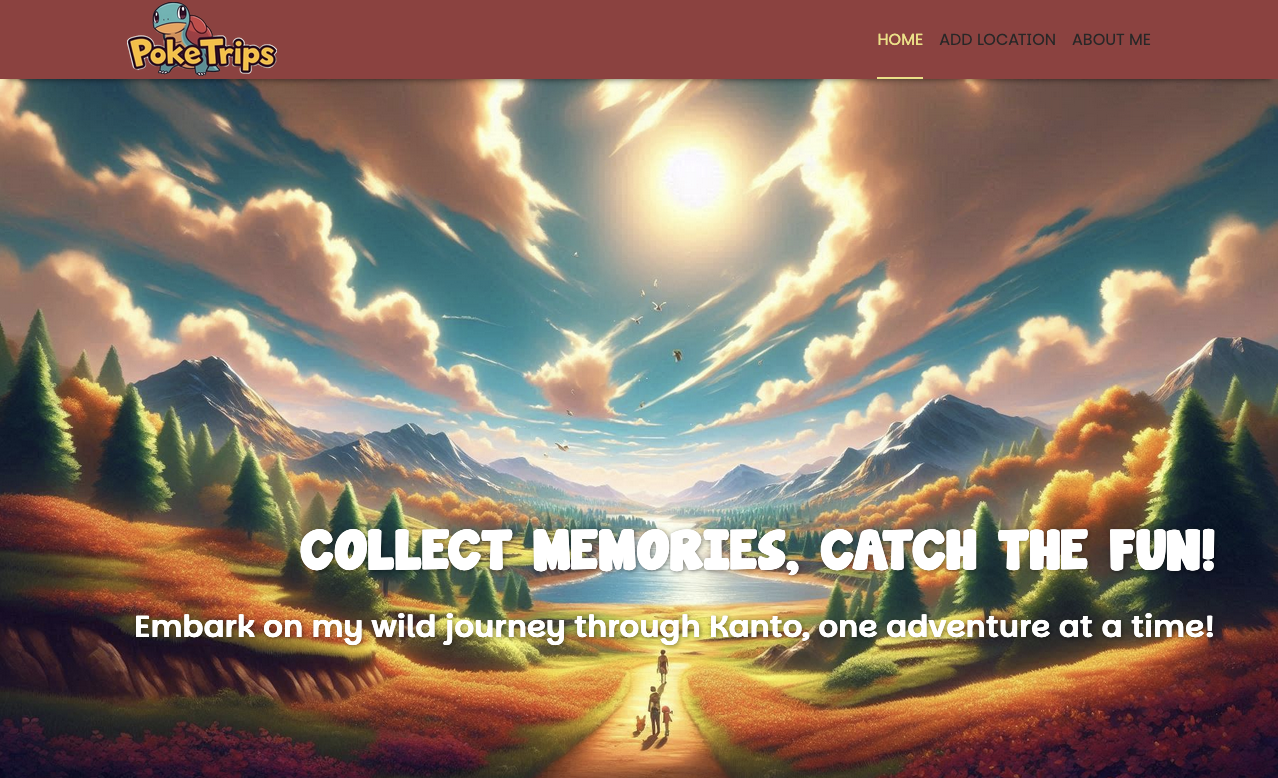 PokeTrips
HOME ADD LOCATION ABOUT ME
COLLECT MEMORIES, CATCH THE FUN!
Embark on my wild journey through Kanto, one adventure at a time!